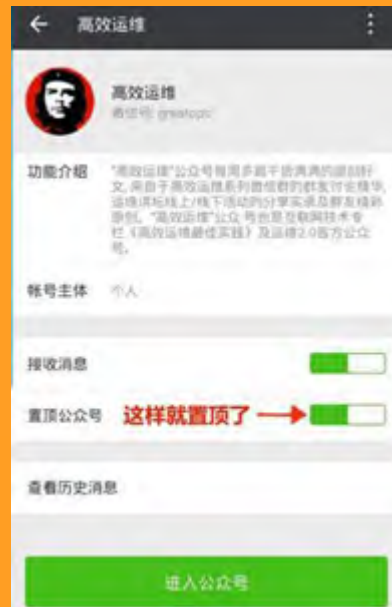 高效运维
高效运维
微信号: greatops
功能介绍
"高效运维"公众号每周多篇干货满满的原创好
文,来自于高效运维系列微信群的群友讨论精华、
运维讲坛线上/线下活动的分享实录及群友精彩
原创。"高效运维"公众号也是互联网技术专
栏《高效运维最佳实践》及运维2.0官方公众
号。
帐号主体 个人
接收消息
置顶公众号 这样就置顶了
查看历史消息
进入公众号